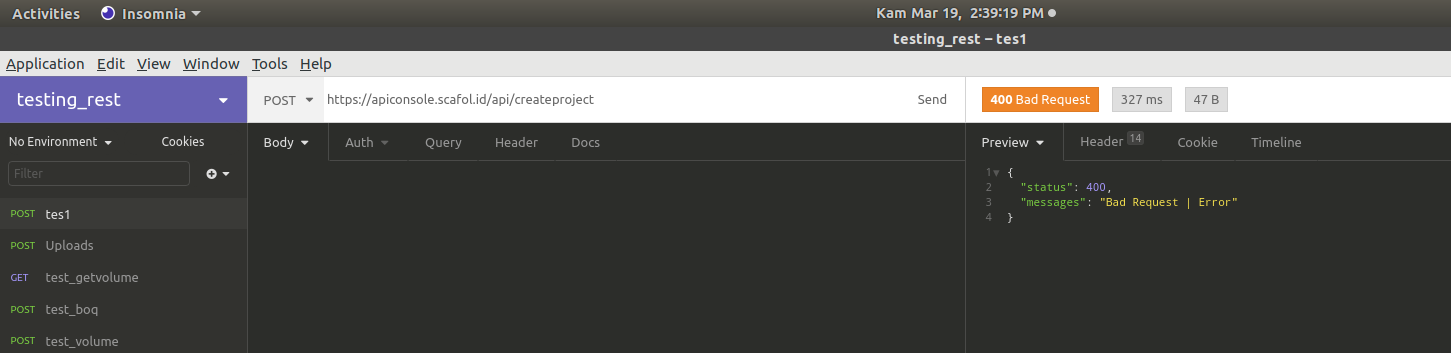 Activities Insomnia Kam Mar 19, 2:39:19 PM
testing_rest – tes1
Application Edit View Window Tools Help
testing_rest POST https://apiconsole.scafol.id/api/createproject Send 400 Bad Request 327 ms 47 B
No Environment Cookies Body Auth Query Header Docs Preview Header 14 Cookie Timeline
Filter
POST tes1
POST Uploads
GET test_getvolume
POST test_boq
POST test_volume
1 {
2 "status": 400,
3 "messages": "Bad Request | Error"
4 }